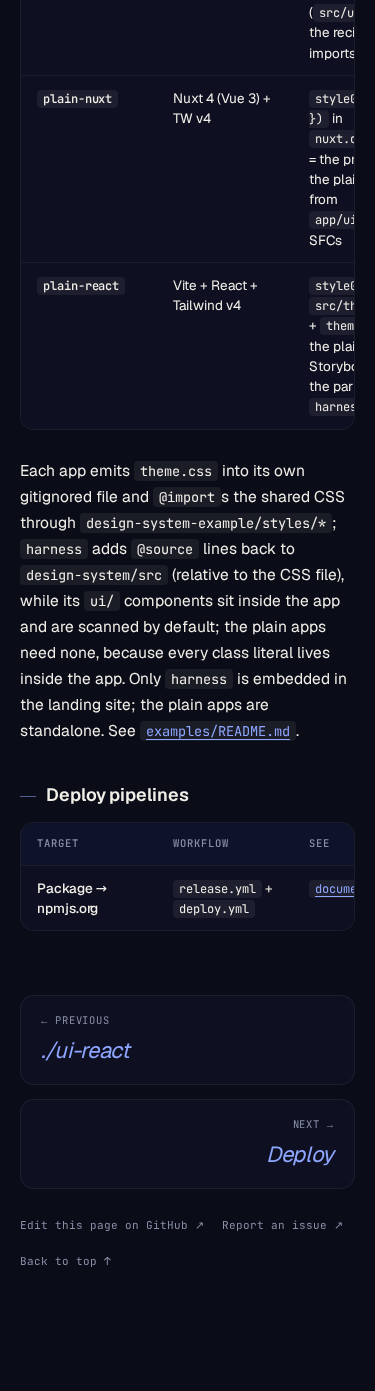 ( src/u
the reci
imports
plain-nuxt
Nuxt 4 (Vue 3) +
TW v4
style
}) in
nuxt.c
= the pr
the plai
from
app/ui
SFCs
plain-react
Vite + React +
Tailwind v4
style
src/th
+ them
the plai
Storybo
the par
harnes
Each app emits theme.css into its own
gitignored file and @import s the shared CSS
through design-system-example/styles/* ;
harness adds @source lines back to
design-system/src (relative to the CSS file),
while its ui/ components sit inside the app
and are scanned by default; the plain apps
need none, because every class literal lives
inside the app. Only harness is embedded in
the landing site; the plain apps are
standalone. See examples/README.md .
— Deploy pipelines
TARGET WORKFLOW SEE
Package →
npmjs.org
release.yml +
deploy.yml
docume
← PREVIOUS
./ui-react
NEXT →
Deploy
Edit this page on GitHub ↗ Report an issue ↗
Back to top ↑